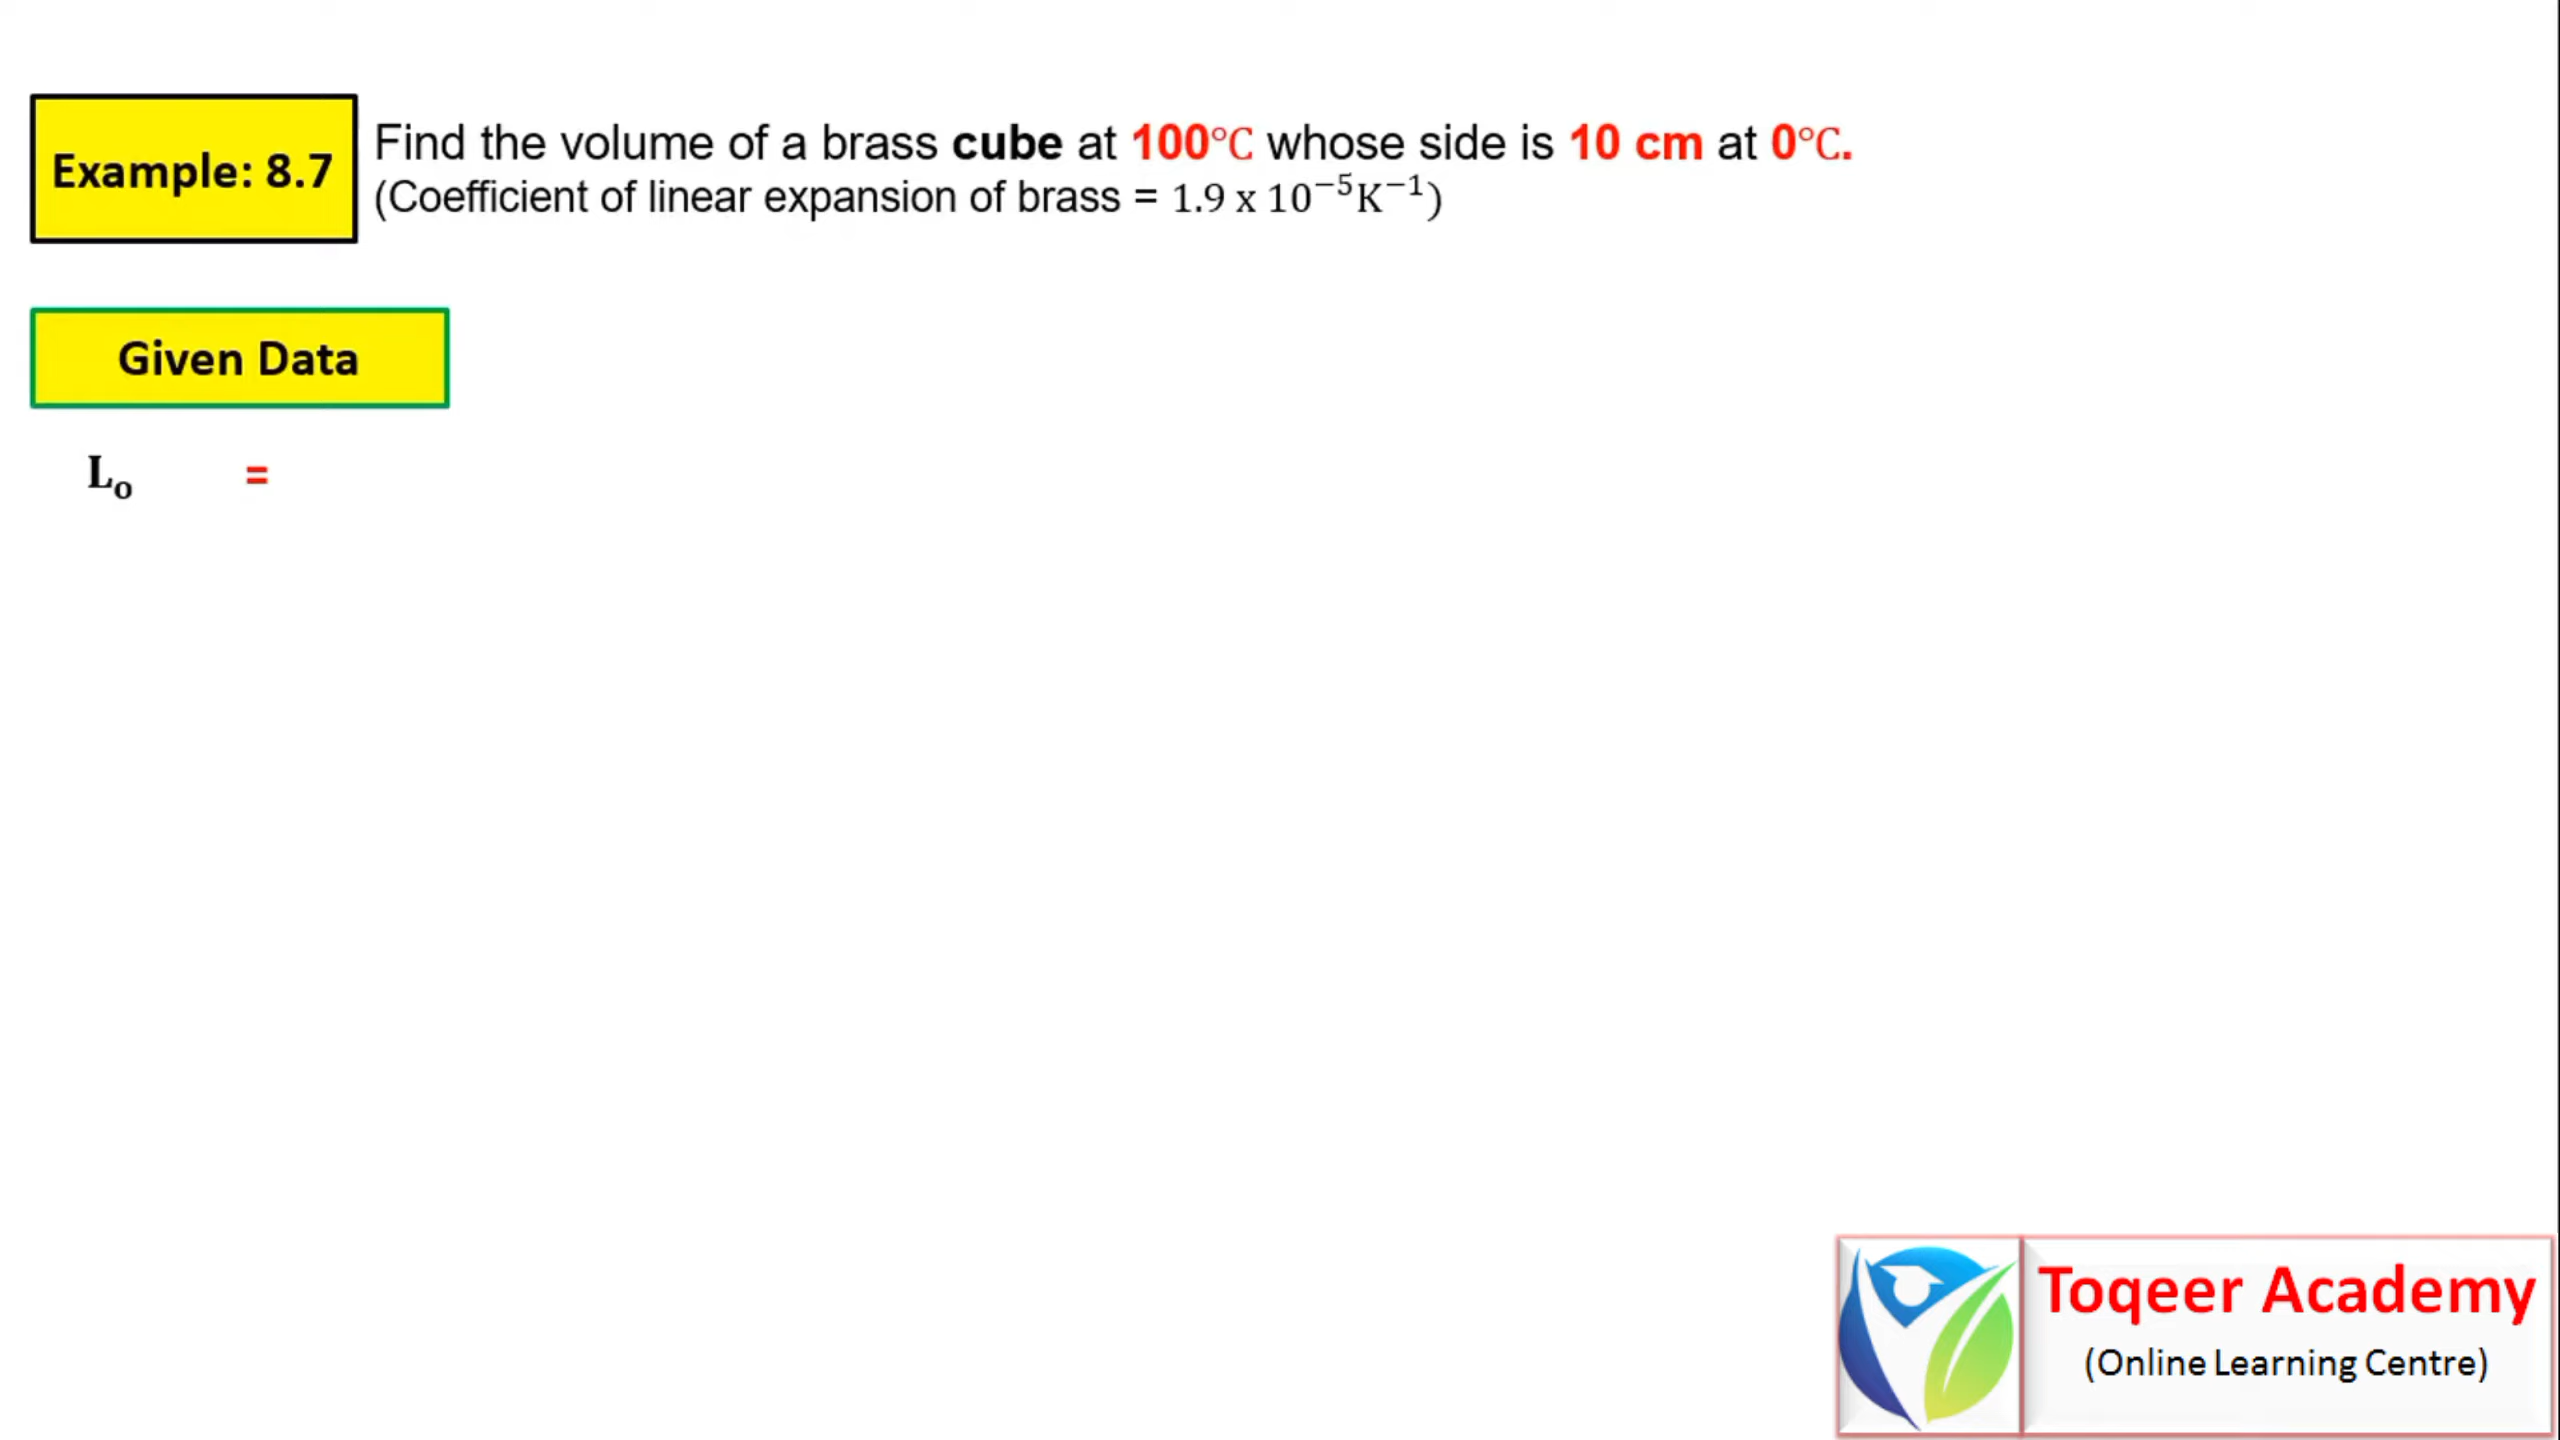 Example: 8.7
Find the volume of a brass cube at 100°C whose side is 10 cm at 0°C.
(Coefficient of linear expansion of brass = 1.9 x 10⁻⁵K⁻¹)
Given Data
Lₒ =
Toqeer Academy
(Online Learning Centre)